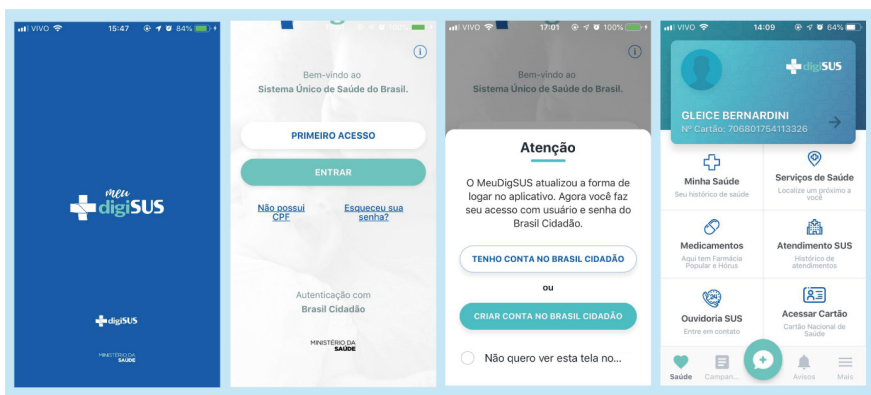 VIVO 15:47 84%
meu
digiSUS
digiSUS
MINISTÉRIO DA
SAÚDE
Bem-vindo ao
Sistema Único de Saúde do Brasil.
PRIMEIRO ACESSO
ENTRAR
Não possui CPF
Esqueceu sua senha?
Autenticação com
Brasil Cidadão
MINISTÉRIO DA
SAÚDE
VIVO 17:01 100%
Bem-vindo ao
Sistema Único de Saúde do Brasil.
Atenção
O MeuDigiSUS atualizou a forma de
logar no aplicativo. Agora você faz
seu acesso com usuário e senha do
Brasil Cidadão.
TENHO CONTA NO BRASIL CIDADÃO
ou
CRIAR CONTA NO BRASIL CIDADÃO
Não quero ver esta tela no...
VIVO 14:09 64%
digiSUS
GLEICE BERNARDINI
Nº Cartão: 706801754113326
Minha Saúde
Seu histórico de saúde
Serviços de Saúde
Localize um próximo a
você
Medicamentos
Aqui tem Farmácia
Popular e Hórus
Atendimento SUS
Histórico de
atendimentos
24h
Ouvidoria SUS
Entre em contato
Acessar Cartão
Cartão Nacional de
Saúde
Saúde
Campan...
Avisos
Mais